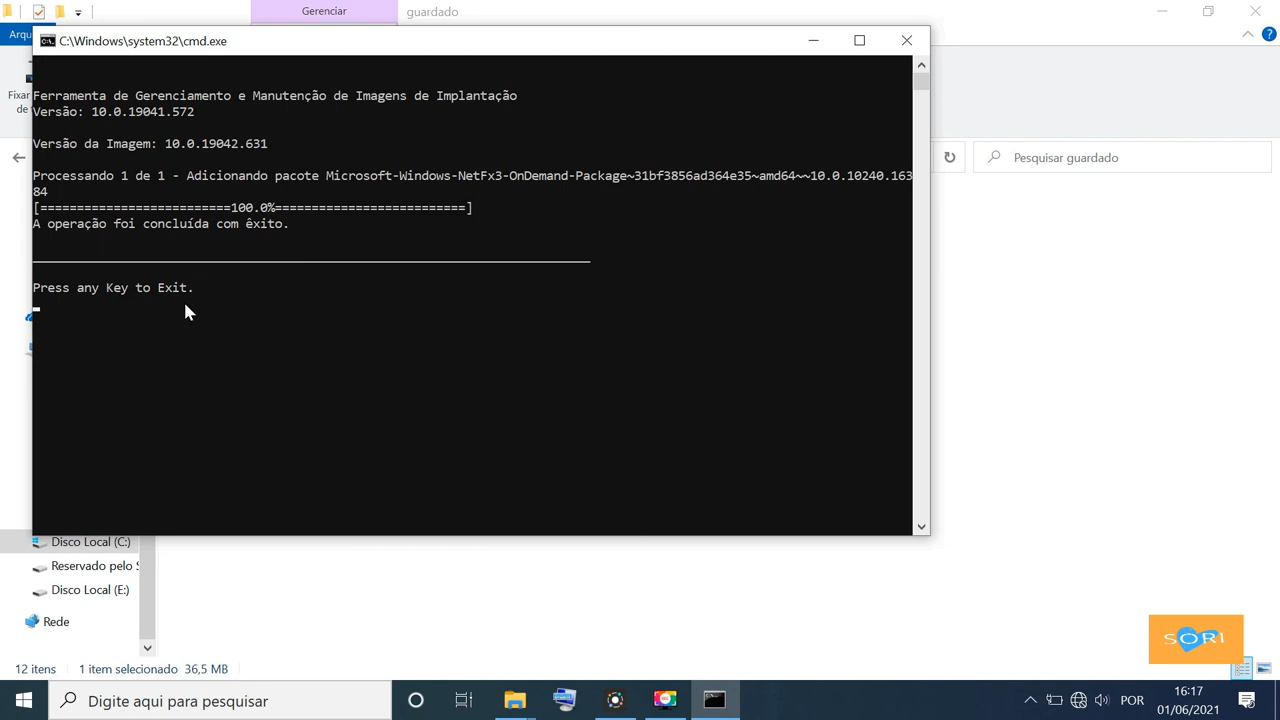 Gerenciar
guardado
Arqu
C:\Windows\system32\cmd.exe
Fixar
de
Ferramenta de Gerenciamento e Manutenção de Imagens de Implantação
Versão: 10.0.19041.572
Versão da Imagem: 10.0.19042.631
Processando 1 de 1 - Adicionando pacote Microsoft-Windows-NetFx3-OnDemand-Package~31bf3856ad364e35~amd64~~10.0.10240.163
84
[==========================100.0%==========================]
A operação foi concluída com êxito.
Press any Key to Exit.
Pesquisar guardado
Disco Local (C:)
Reservado pelo S
Disco Local (E:)
Rede
SORI
12 itens
1 item selecionado 36,5 MB
Digite aqui para pesquisar
POR
16:17
01/06/2021